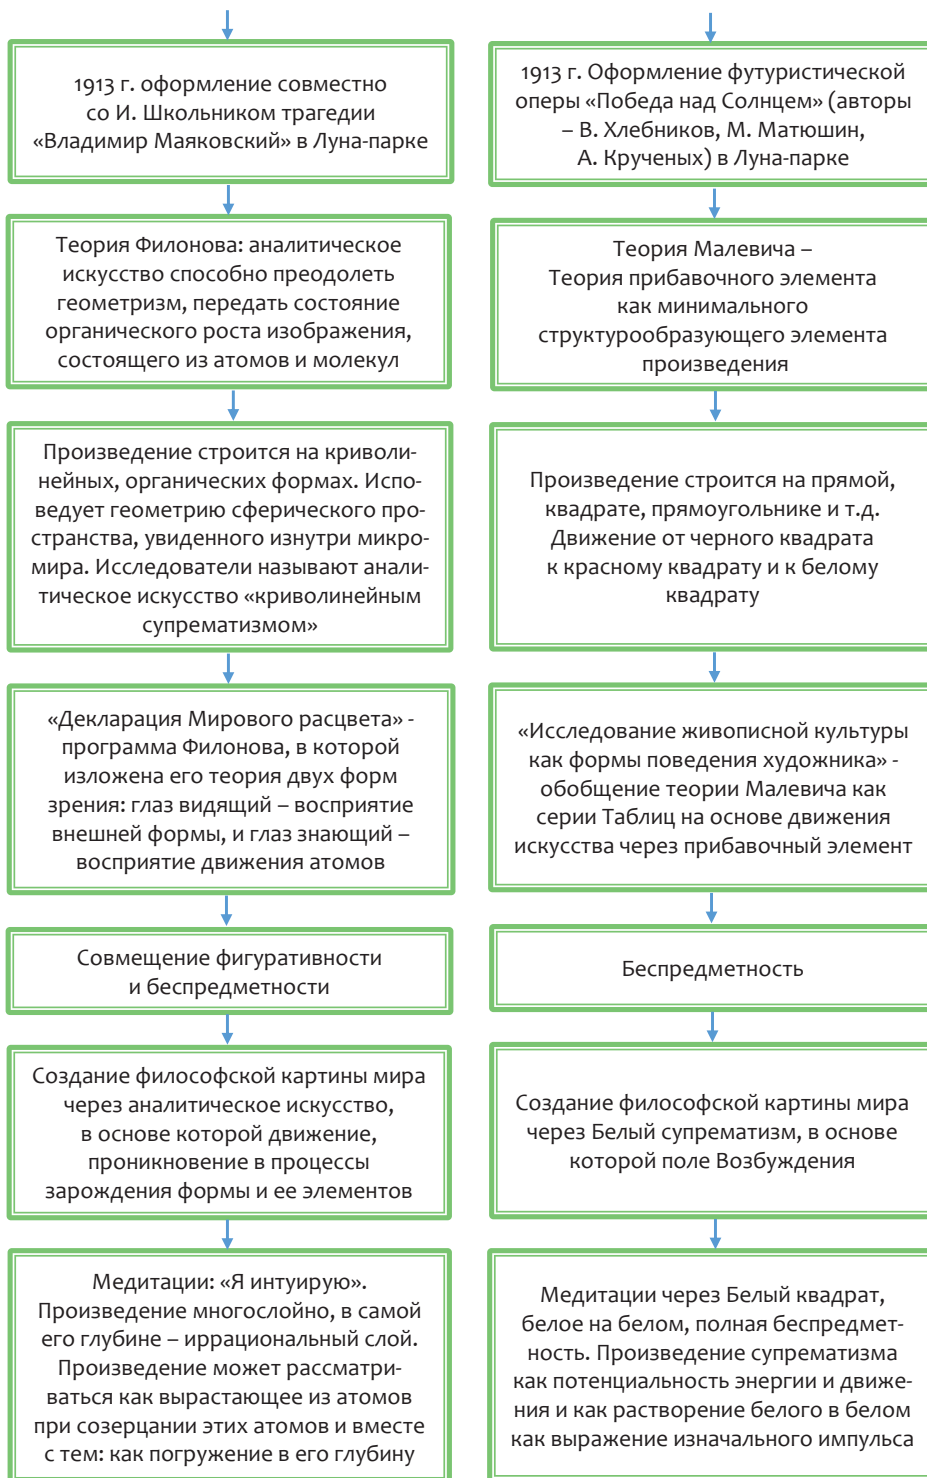 1913 г. оформление совместно
со И. Школьником трагедии
«Владимир Маяковский» в Луна-парке
1913 г. Оформление футуристической
оперы «Победа над Солнцем» (авторы
– В. Хлебников, М. Матюшин,
А. Крученых) в Луна-парке
Теория Филонова: аналитическое
искусство способно преодолеть
геометризм, передать состояние
органического роста изображения,
состоящего из атомов и молекул
Теория Малевича –
Теория прибавочного элемента
как минимального
структурообразующего элемента
произведения
Произведение строится на криволи-
нейных, органических формах. Испо-
ведует геометрию сферического про-
странства, увиденного изнутри микро-
мира. Исследователи называют анали-
тическое искусство «криволинейным
супрематизмом»
Произведение строится на прямой,
квадрате, прямоугольнике и т.д.
Движение от черного квадрата
к красному квадрату и к белому
квадрату
«Декларация Мирового расцвета» -
программа Филонова, в которой
изложена его теория двух форм
зрения: глаз видящий – восприятие
внешней формы, и глаз знающий –
восприятие движения атомов
«Исследование живописной культуры
как формы поведения художника» -
обобщение теории Малевича как
серии Таблиц на основе движения
искусства через прибавочный элемент
Совмещение фигуративности
и беспредметности
Беспредметность
Создание философской картины мира
через аналитическое искусство,
в основе которой движение,
проникновение в процессы
зарождения формы и ее элементов
Создание философской картины мира
через Белый супрематизм, в основе
которой поле Возбуждения
Медитации: «Я интуирую».
Произведение многослойно, в самой
его глубине – иррациональный слой.
Произведение может рассматри-
ваться как вырастающее из атомов
при созерцании этих атомов и вместе
с тем: как погружение в его глубину
Медитации через Белый квадрат,
белое на белом, полная беспредмет-
ность. Произведение супрематизма
как потенциальность энергии и движе-
ния и как растворение белого в белом
как выражение изначального импульса